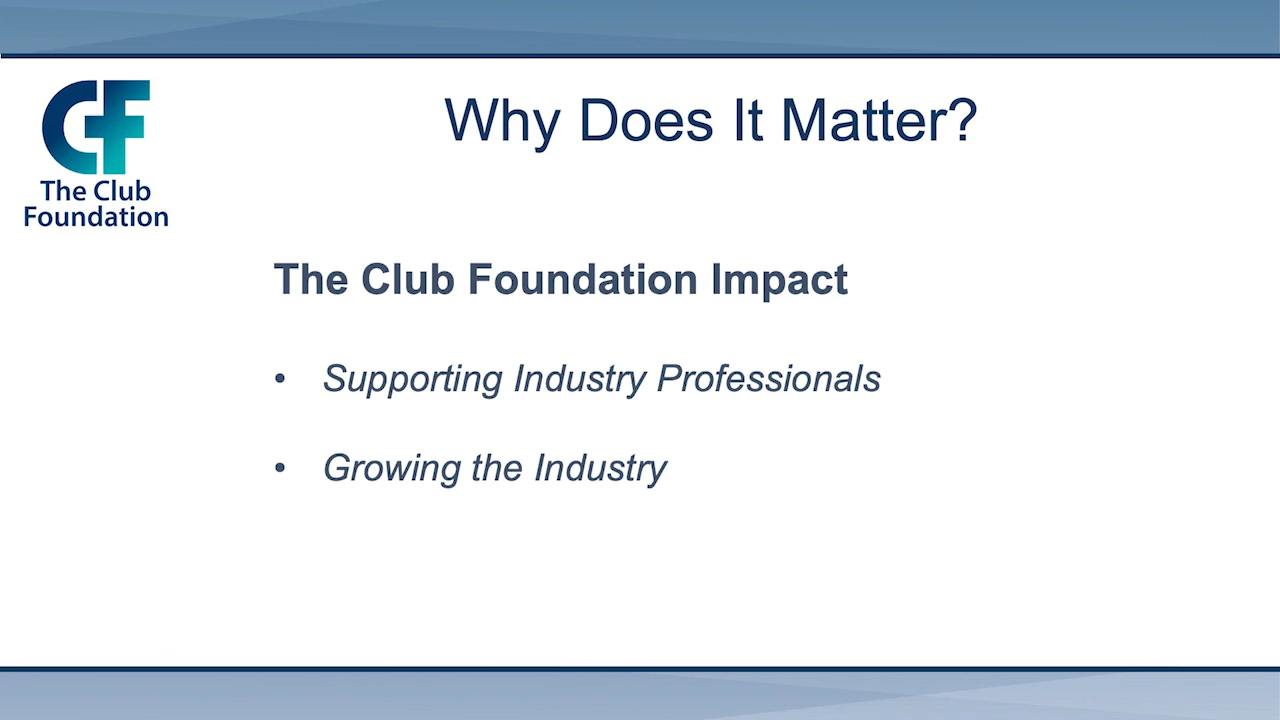 CF
The Club
Foundation
Why Does It Matter?
The Club Foundation Impact
• Supporting Industry Professionals
• Growing the Industry